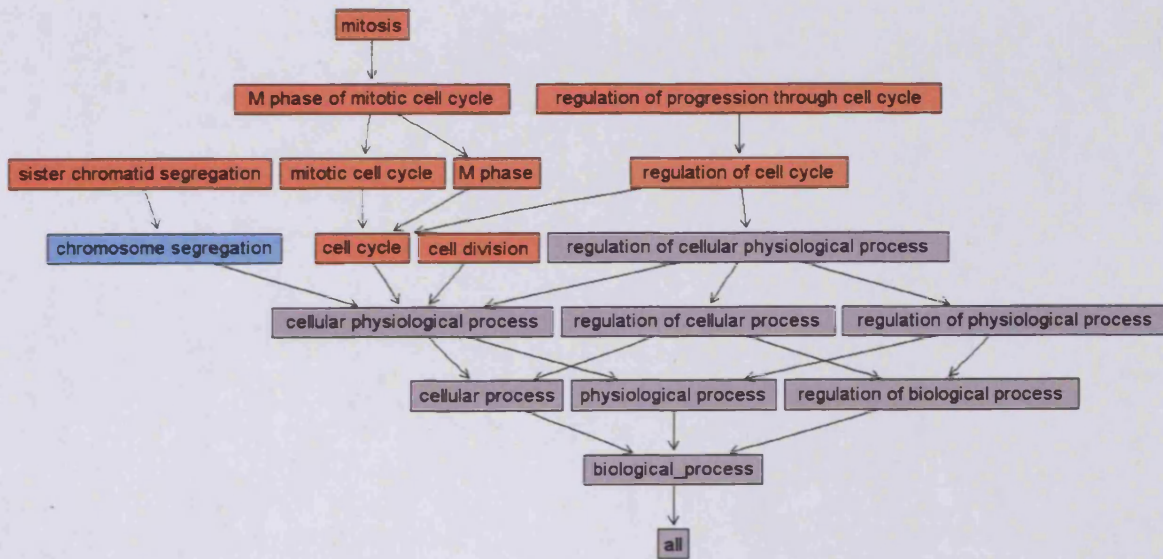 mitosis
M phase of mitotic cell cycle
regulation of progression through cell cycle
sister chromatid segregation
mitotic cell cycle
M phase
regulation of cell cycle
chromosome segregation
cell cycle
cell division
regulation of cellular physiological process
cellular physiological process
regulation of cellular process
regulation of physiological process
cellular process
physiological process
regulation of biological process
biological_process
all